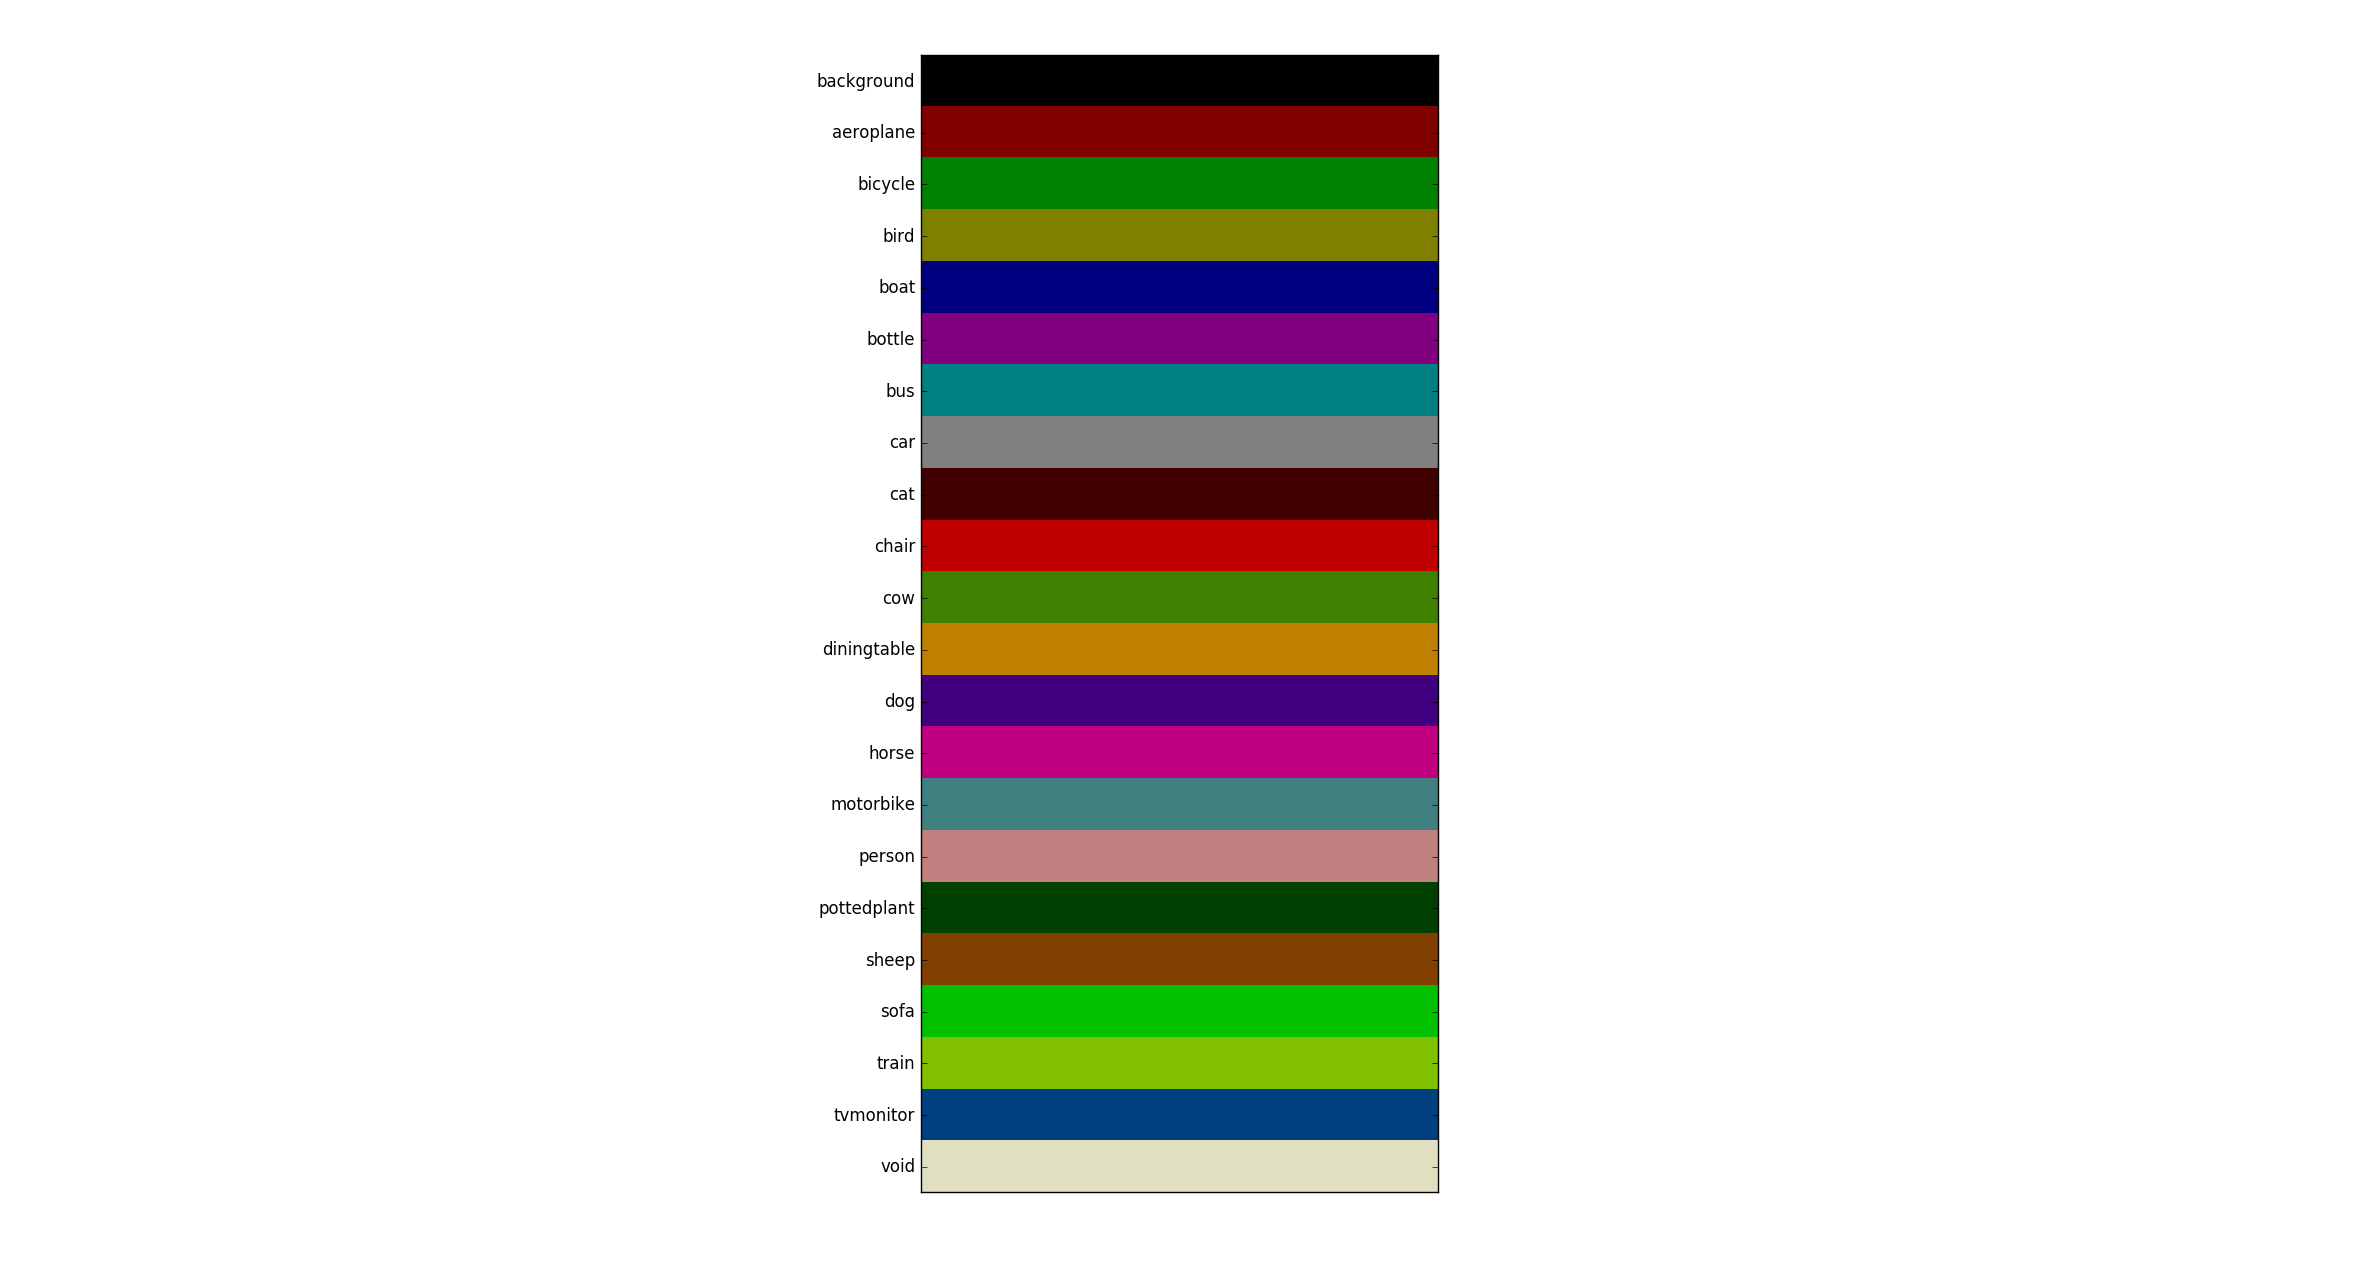 background
aeroplane
bicycle
bird
boat
bottle
bus
car
cat
chair
cow
diningtable
dog
horse
motorbike
person
pottedplant
sheep
sofa
train
tvmonitor
void